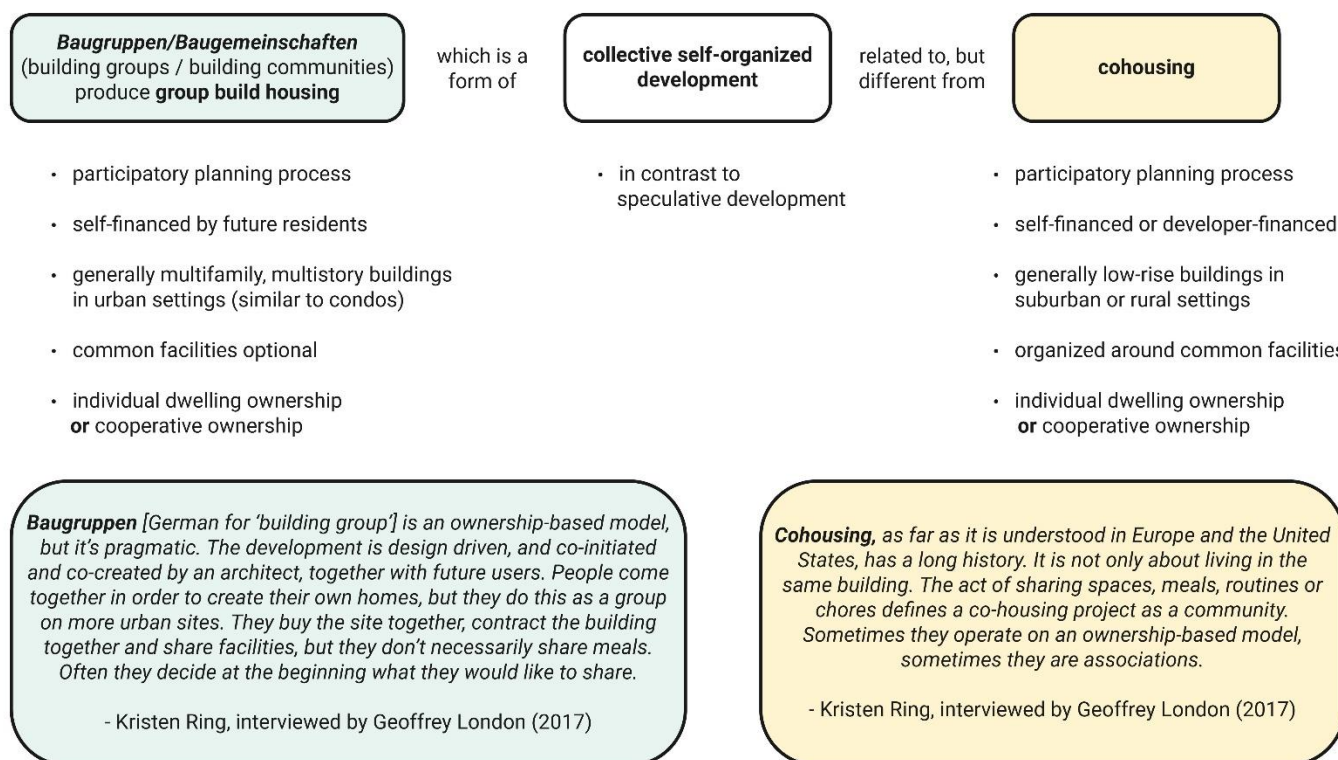 Baugruppen/Baugemeinschaften
(building groups / building communities)
produce group build housing
which is a
form of
collective self-organized
development
related to, but
different from
cohousing
• participatory planning process
• self-financed by future residents
• generally multifamily, multistory buildings
in urban settings (similar to condos)
• common facilities optional
• individual dwelling ownership
or cooperative ownership
• in contrast to
speculative development
• participatory planning process
• self-financed or developer-financed
• generally low-rise buildings in
suburban or rural settings
• organized around common facilities
• individual dwelling ownership
or cooperative ownership
Baugruppen [German for ‘building group’] is an ownership-based model,
but it’s pragmatic. The development is design driven, and co-initiated
and co-created by an architect, together with future users. People come
together in order to create their own homes, but they do this as a group
on more urban sites. They buy the site together, contract the building
together and share facilities, but they don’t necessarily share meals.
Often they decide at the beginning what they would like to share.
- Kristen Ring, interviewed by Geoffrey London (2017)
Cohousing, as far as it is understood in Europe and the United
States, has a long history. It is not only about living in the
same building. The act of sharing spaces, meals, routines or
chores defines a co-housing project as a community.
Sometimes they operate on an ownership-based model,
sometimes they are associations.
- Kristen Ring, interviewed by Geoffrey London (2017)